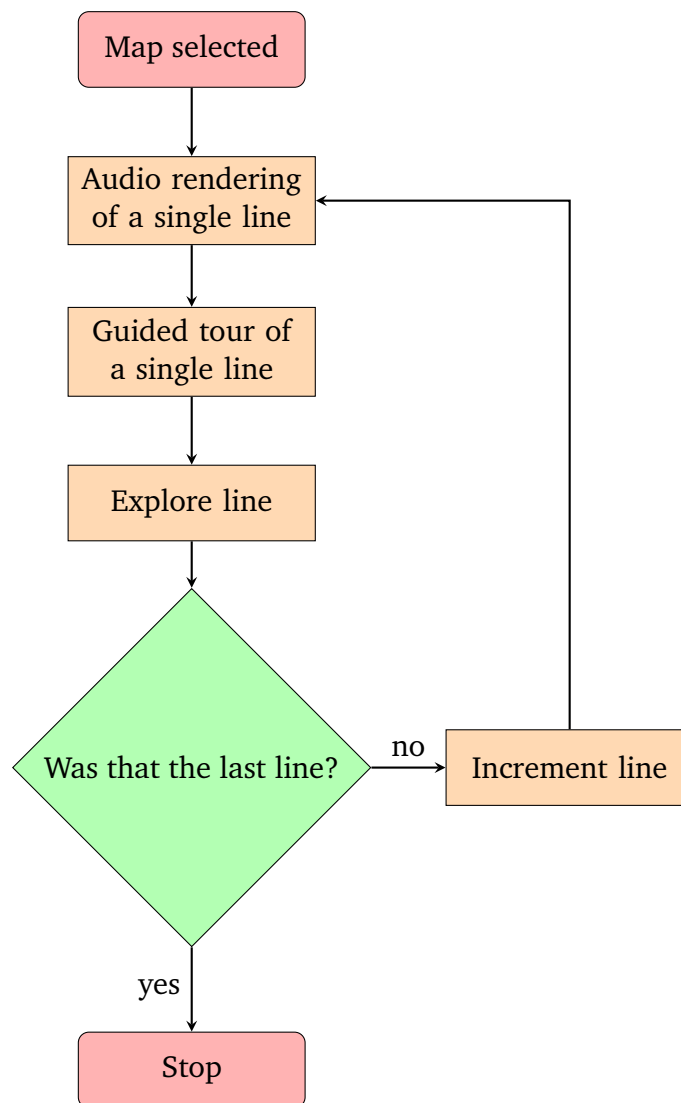 Map selected
Audio rendering
of a single line
Guided tour of
a single line
Explore line
Was that the last line?
no
Increment line
yes
Stop